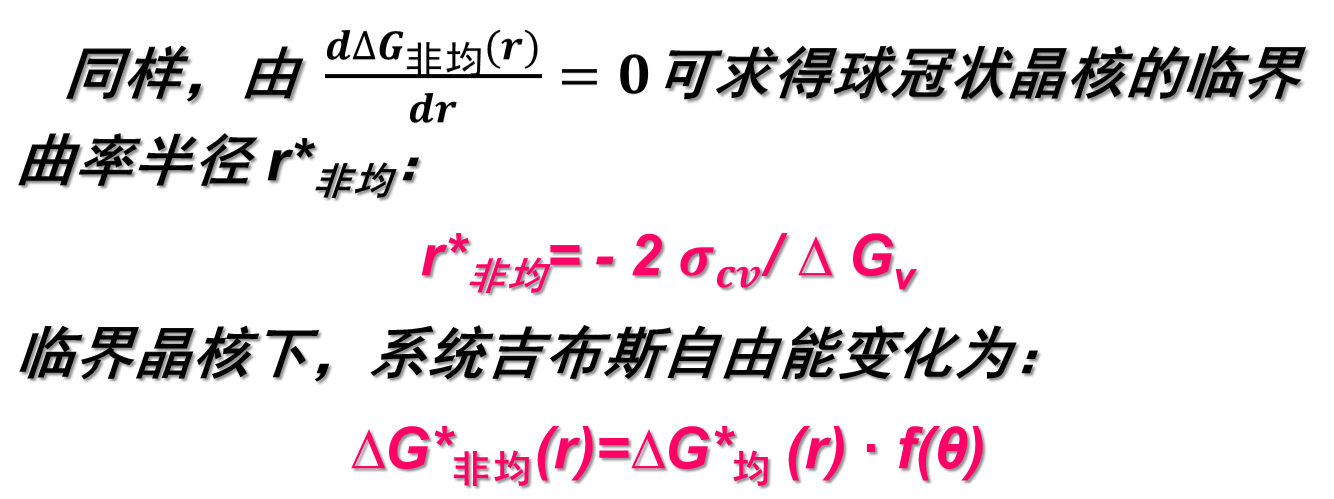 同样，由 dΔG非均(r)/dr = 0 可求得球冠状晶核的临界
曲率半径 r*非均：
r*非均= - 2 σcv/ Δ Gv
临界晶核下，系统吉布斯自由能变化为：
ΔG*非均(r)=ΔG*均 (r) · f(θ)